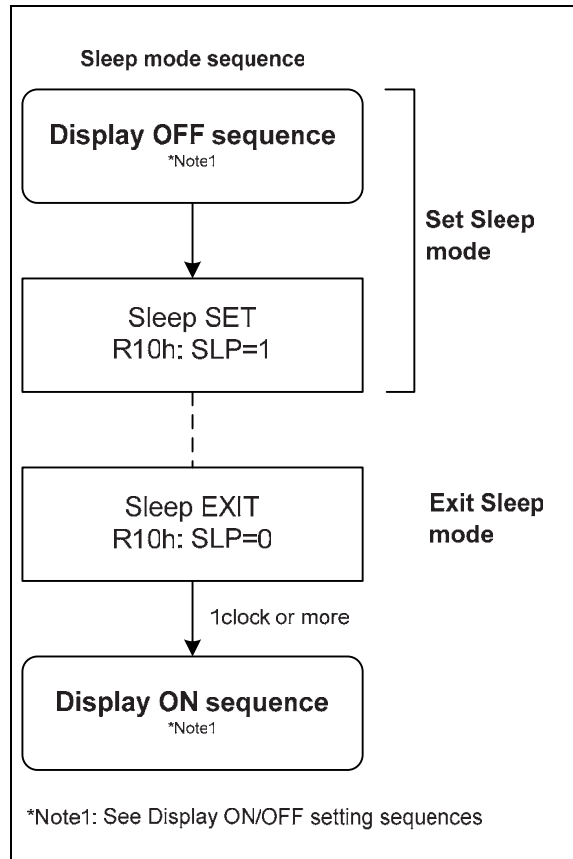 Sleep mode sequence
Display OFF sequence
*Note1
Set Sleep
mode
Sleep SET
R10h: SLP=1
Sleep EXIT
R10h: SLP=0
Exit Sleep
mode
1clock or more
Display ON sequence
*Note1
*Note1: See Display ON/OFF setting sequences